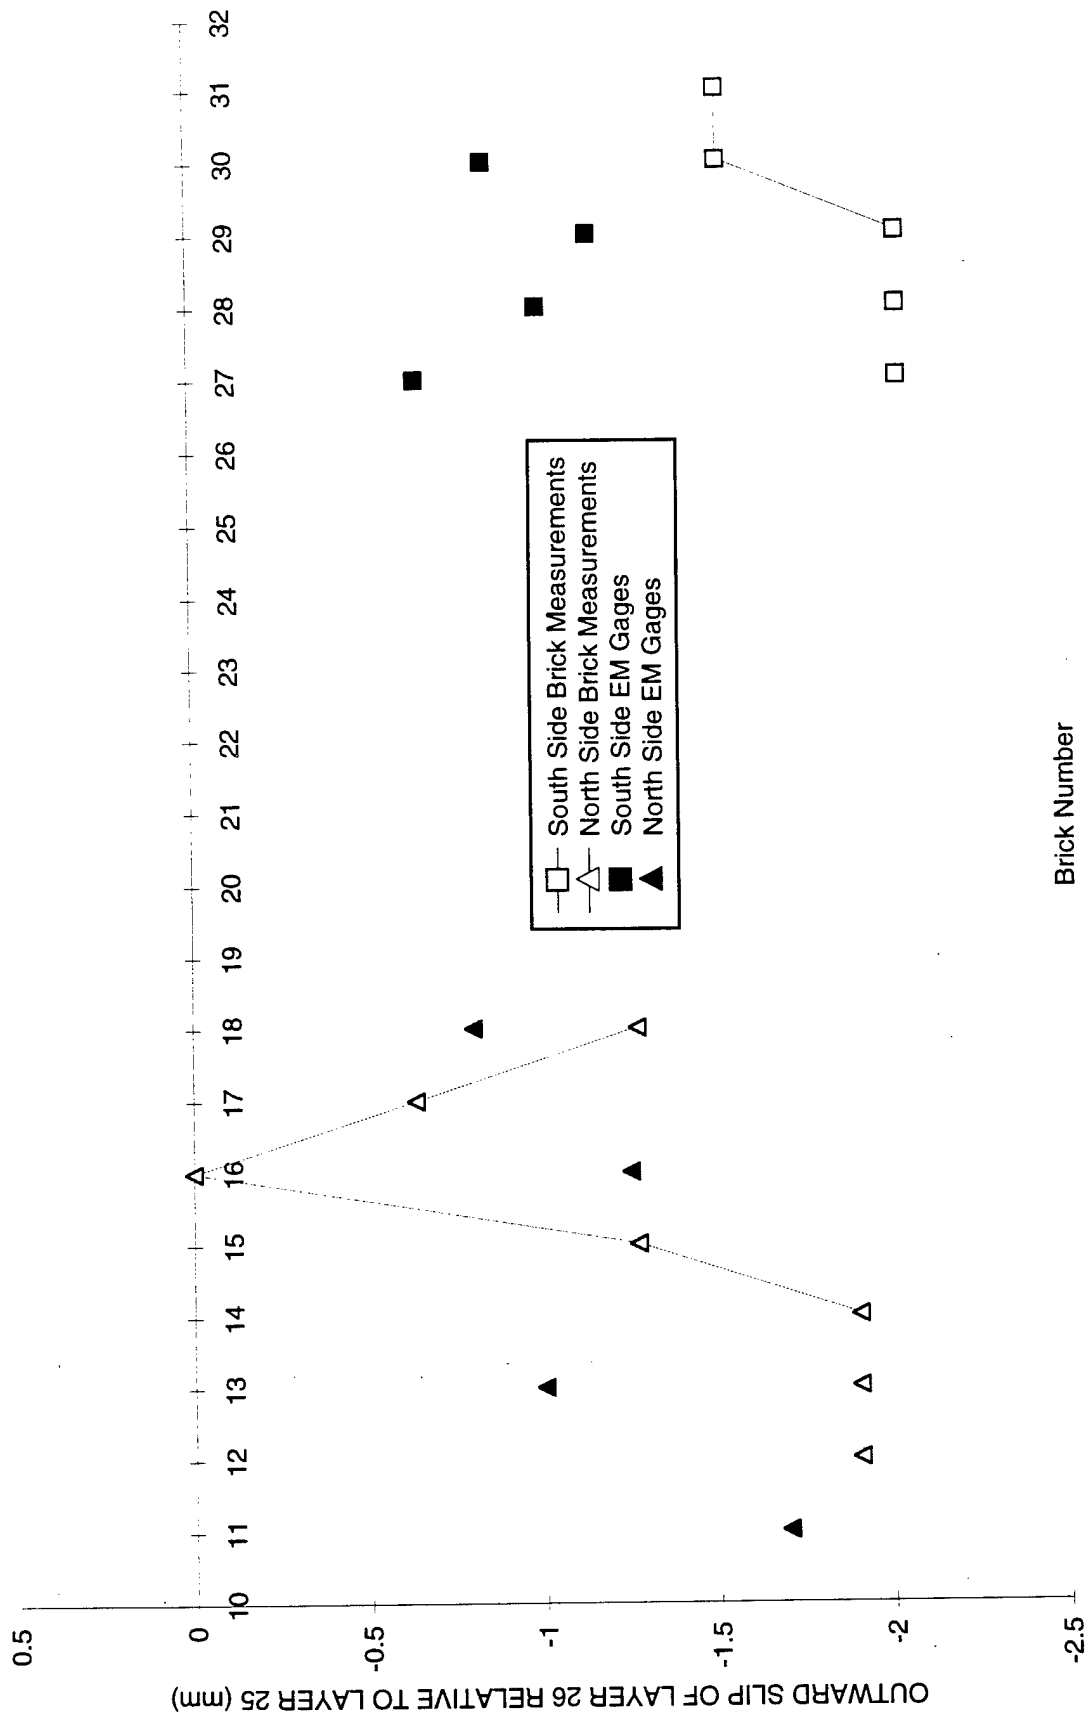 0.5
0
-0.5
-1
-1.5
-2
-2.5
OUTWARD SLIP OF LAYER 26 RELATIVE TO LAYER 25 (mm)
10 11 12 13 14 15 16 17 18 19 20 21 22 23 24 25 26 27 28 29 30 31 32
South Side Brick Measurements
North Side Brick Measurements
South Side EM Gages
North Side EM Gages
Brick Number